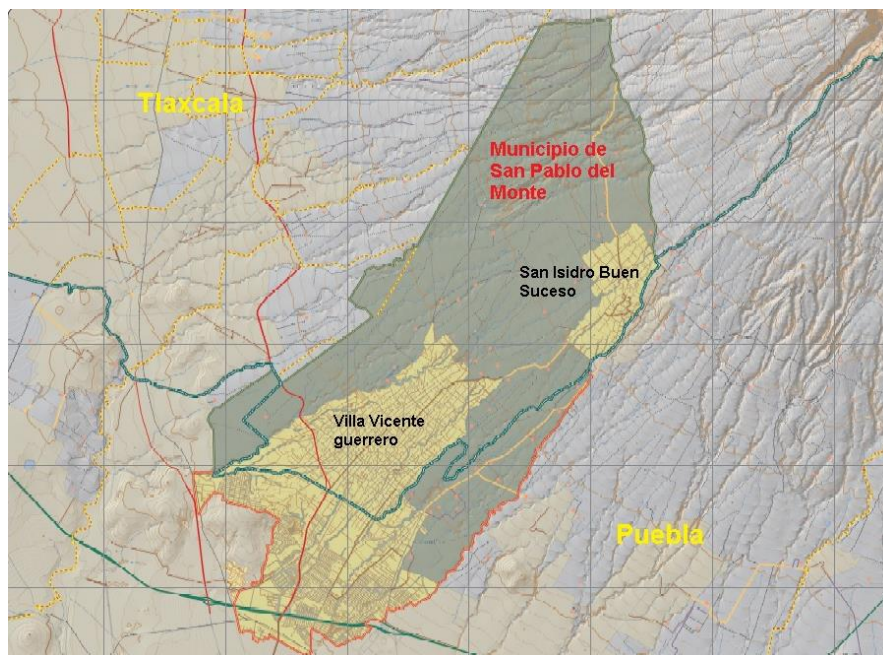 Tlaxcala
Municipio de
San Pablo del
Monte
San Isidro Buen
Suceso
Villa Vicente
guerrero
Puebla